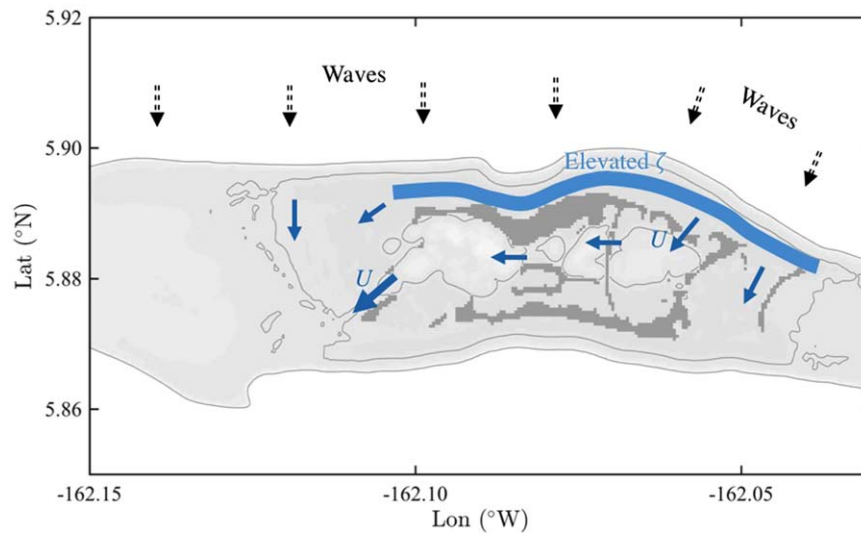 5.92
Waves
Waves
5.90
Elevated ζ
U
Lat (°N)
5.88
U
5.86
-162.15
-162.10
-162.05
Lon (°W)